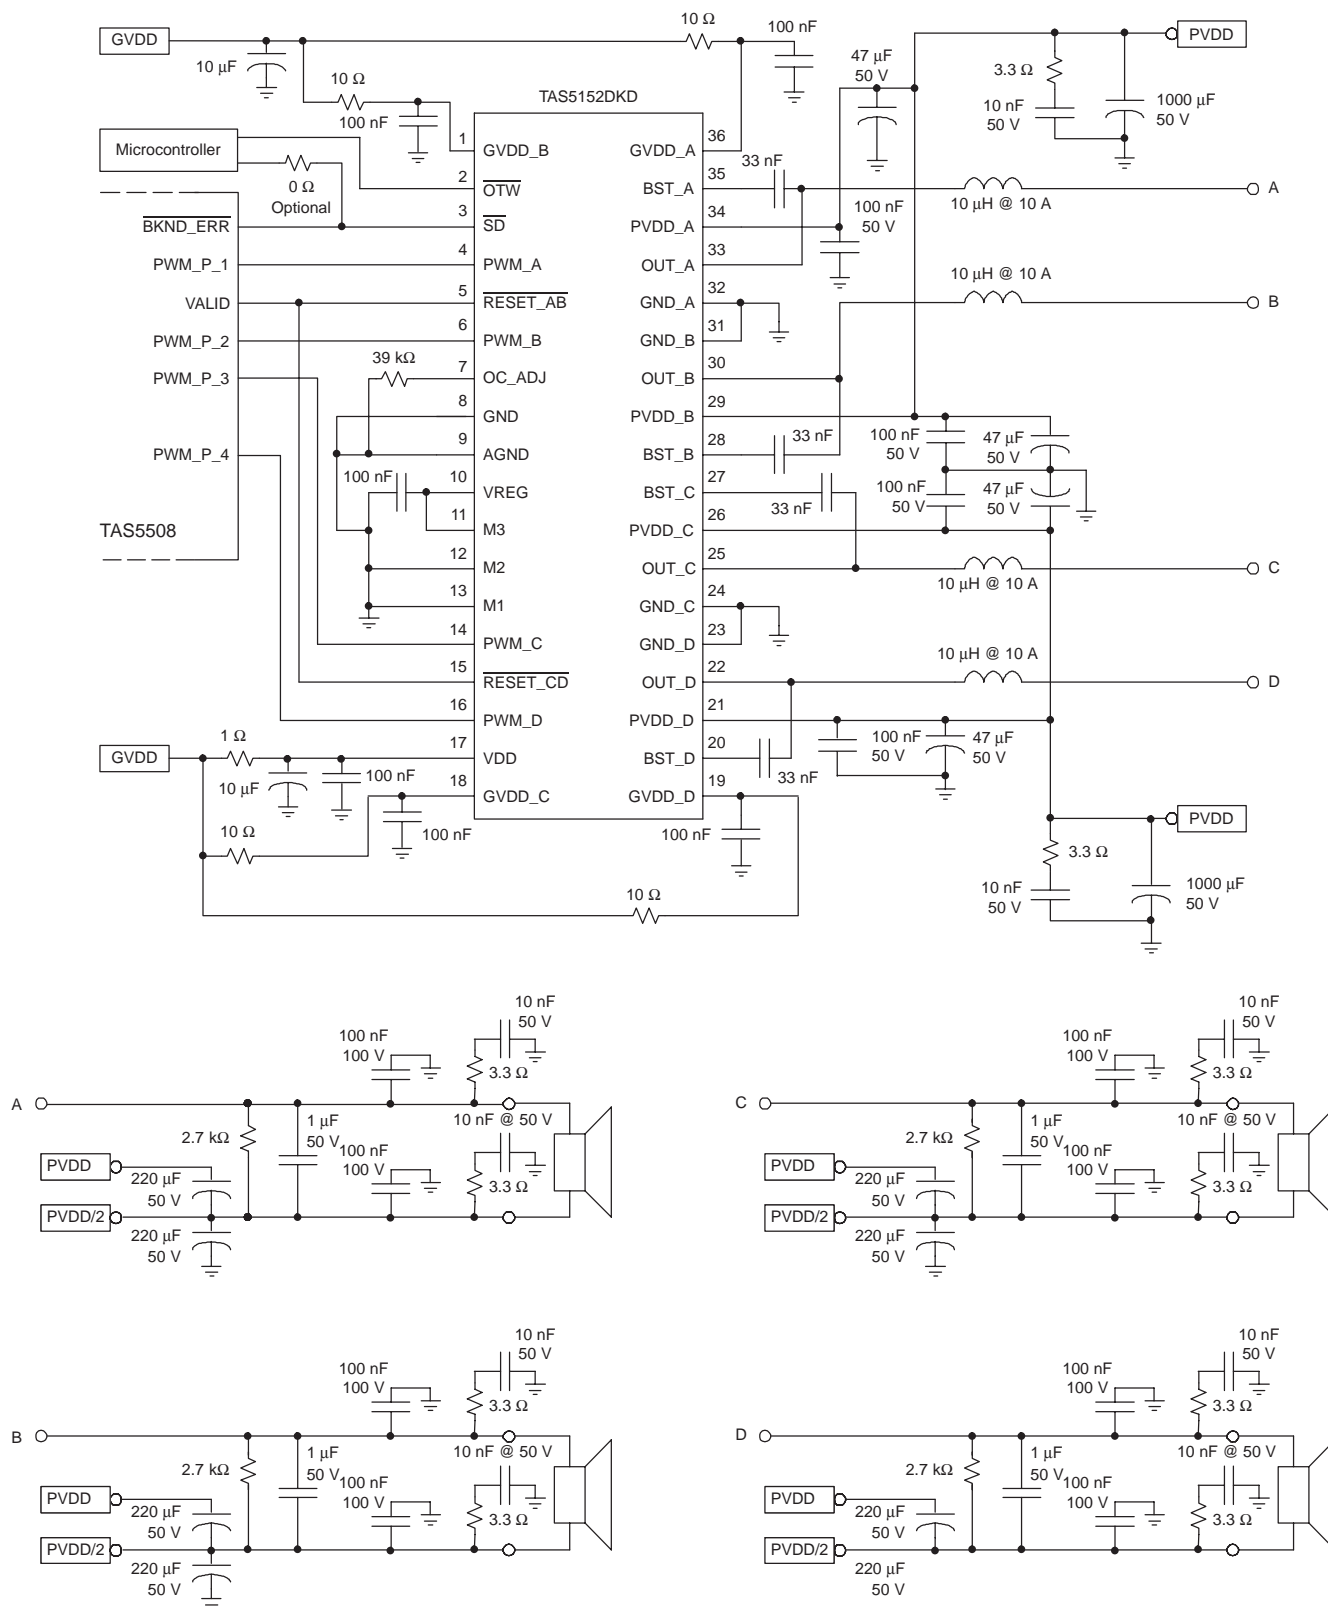 GVDD
10 Ω
100 nF
PVDD
10 μF
10 Ω
100 nF
47 μF
50 V
3.3 Ω
10 nF
50 V
1000 μF
50 V
TAS5152DKD
Microcontroller
0 Ω
Optional
1
GVDD_B
2
OTW
3
SD
4
PWM_A
5
RESET_AB
6
PWM_B
7
OC_ADJ
8
GND
9
AGND
10
VREG
11
M3
12
M2
13
M1
14
PWM_C
15
RESET_CD
16
PWM_D
17
VDD
18
GVDD_C
36
GVDD_A
35
BST_A
34
PVDD_A
33
OUT_A
32
GND_A
31
GND_B
30
OUT_B
29
PVDD_B
28
BST_B
27
BST_C
26
PVDD_C
25
OUT_C
24
GND_C
23
GND_D
22
OUT_D
21
PVDD_D
20
BST_D
19
GVDD_D
BKND_ERR
PWM_P_1
VALID
PWM_P_2
PWM_P_3
PWM_P_4
TAS5508
39 kΩ
100 nF
33 nF
100 nF
50 V
10 μH @ 10 A
A
10 μH @ 10 A
B
33 nF
100 nF
50 V
47 μF
50 V
33 nF
100 nF
50 V
47 μF
50 V
10 μH @ 10 A
C
10 μH @ 10 A
D
GVDD
1 Ω
10 μF
100 nF
10 Ω
100 nF
100 nF
33 nF
100 nF
50 V
47 μF
50 V
10 Ω
PVDD
3.3 Ω
10 nF
50 V
1000 μF
50 V
10 nF
50 V
100 nF
100 V
3.3 Ω
A
2.7 kΩ
1 μF
50 V
10 nF @ 50 V
100 nF
100 V
3.3 Ω
PVDD
220 μF
50 V
PVDD/2
220 μF
50 V
10 nF
50 V
100 nF
100 V
3.3 Ω
C
2.7 kΩ
1 μF
50 V
10 nF @ 50 V
100 nF
100 V
3.3 Ω
PVDD
220 μF
50 V
PVDD/2
220 μF
50 V
10 nF
50 V
100 nF
100 V
3.3 Ω
B
2.7 kΩ
1 μF
50 V
10 nF @ 50 V
100 nF
100 V
3.3 Ω
PVDD
220 μF
50 V
PVDD/2
220 μF
50 V
10 nF
50 V
100 nF
100 V
3.3 Ω
D
2.7 kΩ
1 μF
50 V
10 nF @ 50 V
100 nF
100 V
3.3 Ω
PVDD
220 μF
50 V
PVDD/2
220 μF
50 V